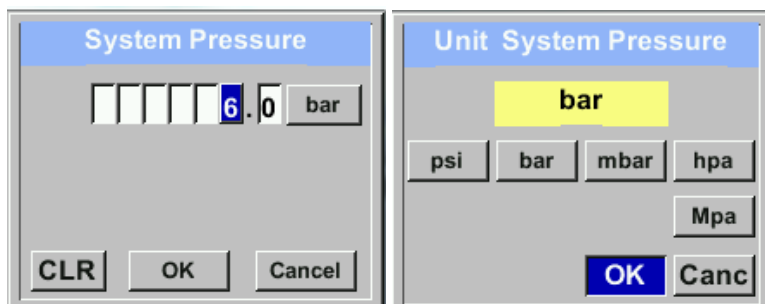 System Pressure
6.0 bar
CLR OK Cancel
Unit System Pressure
bar
psi bar mbar hpa
Mpa
OK Canc